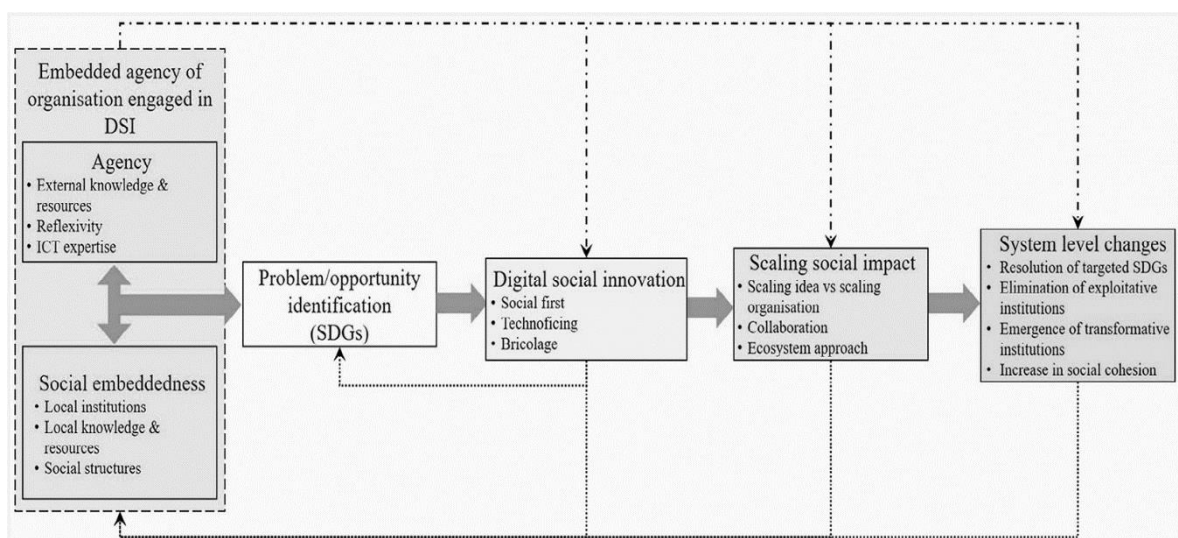 Embedded agency of
organisation engaged in
DSI
Agency
• External knowledge &
resources
• Reflexivity
• ICT expertise
Social embeddedness
• Local institutions
• Local knowledge &
resources
• Social structures
Problem/opportunity
identification
(SDGs)
Digital social innovation
• Social first
• Technoficing
• Bricolage
Scaling social impact
• Scaling idea vs scaling
organisation
• Collaboration
• Ecosystem approach
System level changes
• Resolution of targeted SDGs
• Elimination of exploitative
institutions
• Emergence of transformative
institutions
• Increase in social cohesion